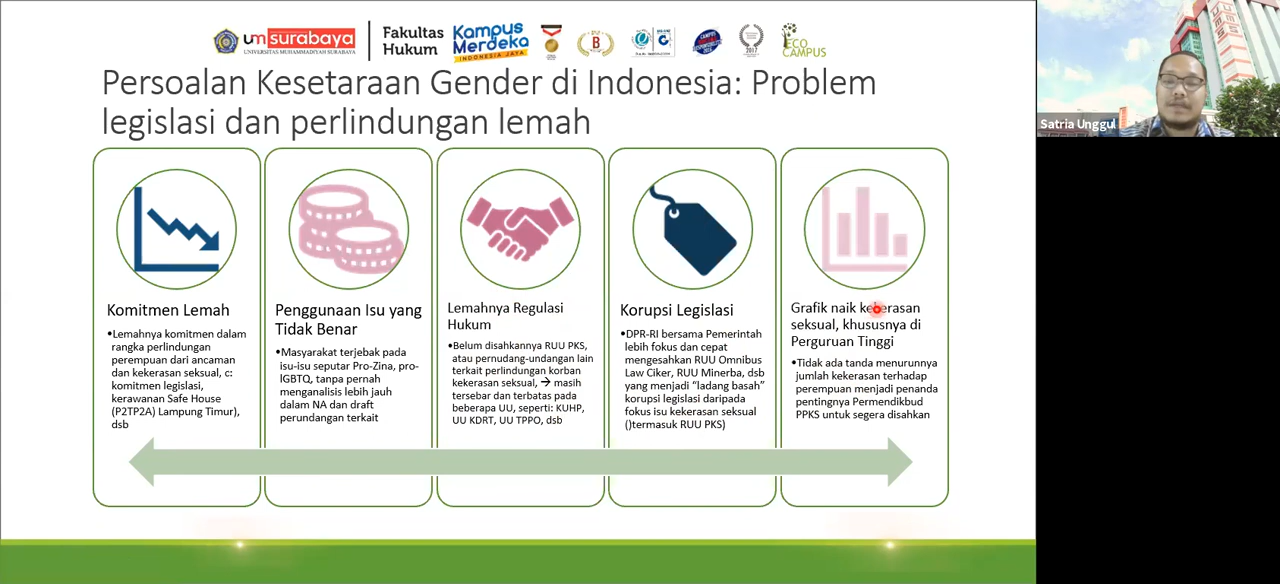 um surabaya
UNIVERSITAS MUHAMMADIYAH SURABAYA
Fakultas
Hukum
Kampus
Merdeka
INDONESIA JAYA
B
2017
ECO
CAMPUS
Persoalan Kesetaraan Gender di Indonesia: Problem
legislasi dan perlindungan lemah
Komitmen Lemah
•Lemahnya komitmen dalam
rangka perlindungan
perempuan dari ancaman
dan kekerasan seksual, c:
komitmen legislasi,
kerawanan Safe House
(P2TP2A) Lampung Timur),
dsb
Penggunaan Isu yang
Tidak Benar
•Masyarakat terjebak pada
isu-isu seputar Pro-Zina, pro-
lGBTQ, tanpa pernah
menganalisis lebih jauh
dalam NA dan draft
perundangan terkait
Lemahnya Regulasi
Hukum
•Belum disahkannya RUU PKS,
atau pernudang-undangan lain
terkait perlindungan korban
kekerasan seksual, → masih
tersebar dan terbatas pada
beberapa UU, seperti: KUHP,
UU KDRT, UU TPPO, dsb
Korupsi Legislasi
•DPR-RI bersama Pemerintah
lebih fokus dan cepat
mengesahkan RUU Omnibus
Law Ciker, RUU Minerba, dsb
yang menjadi “ladang basah”
korupsi legislasi daripada
fokus isu kekerasan seksual
()termasuk RUU PKS)
Grafik naik kekerasan
seksual, khususnya di
Perguruan Tinggi
•Tidak ada tanda menurunnya
jumlah kekerasan terhadap
perempuan menjadi penanda
pentingnya Permendikbud
PPKS untuk segera disahkan
Satria Unggul